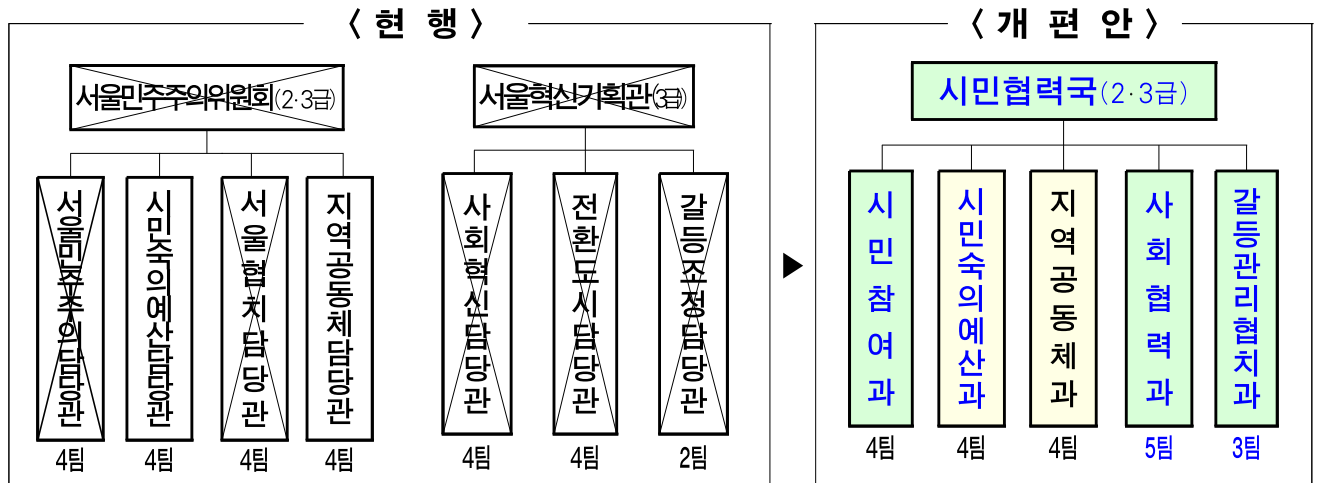 〈 현 행 〉
서울민주주의위원회(2·3급)
서울혁신기획관(3급)
서울민주주의담당관
시민숙의예산담당관
서울협치담당관
지역공동체담당관
사회혁신담당관
전환도시담당관
갈등조정담당관
4팀
4팀
4팀
4팀
4팀
4팀
2팀
▶
〈 개 편 안 〉
시민협력국(2·3급)
시민참여과
시민숙의예산과
지역공동체과
사회협력과
갈등관리협치과
4팀
4팀
4팀
5팀
3팀